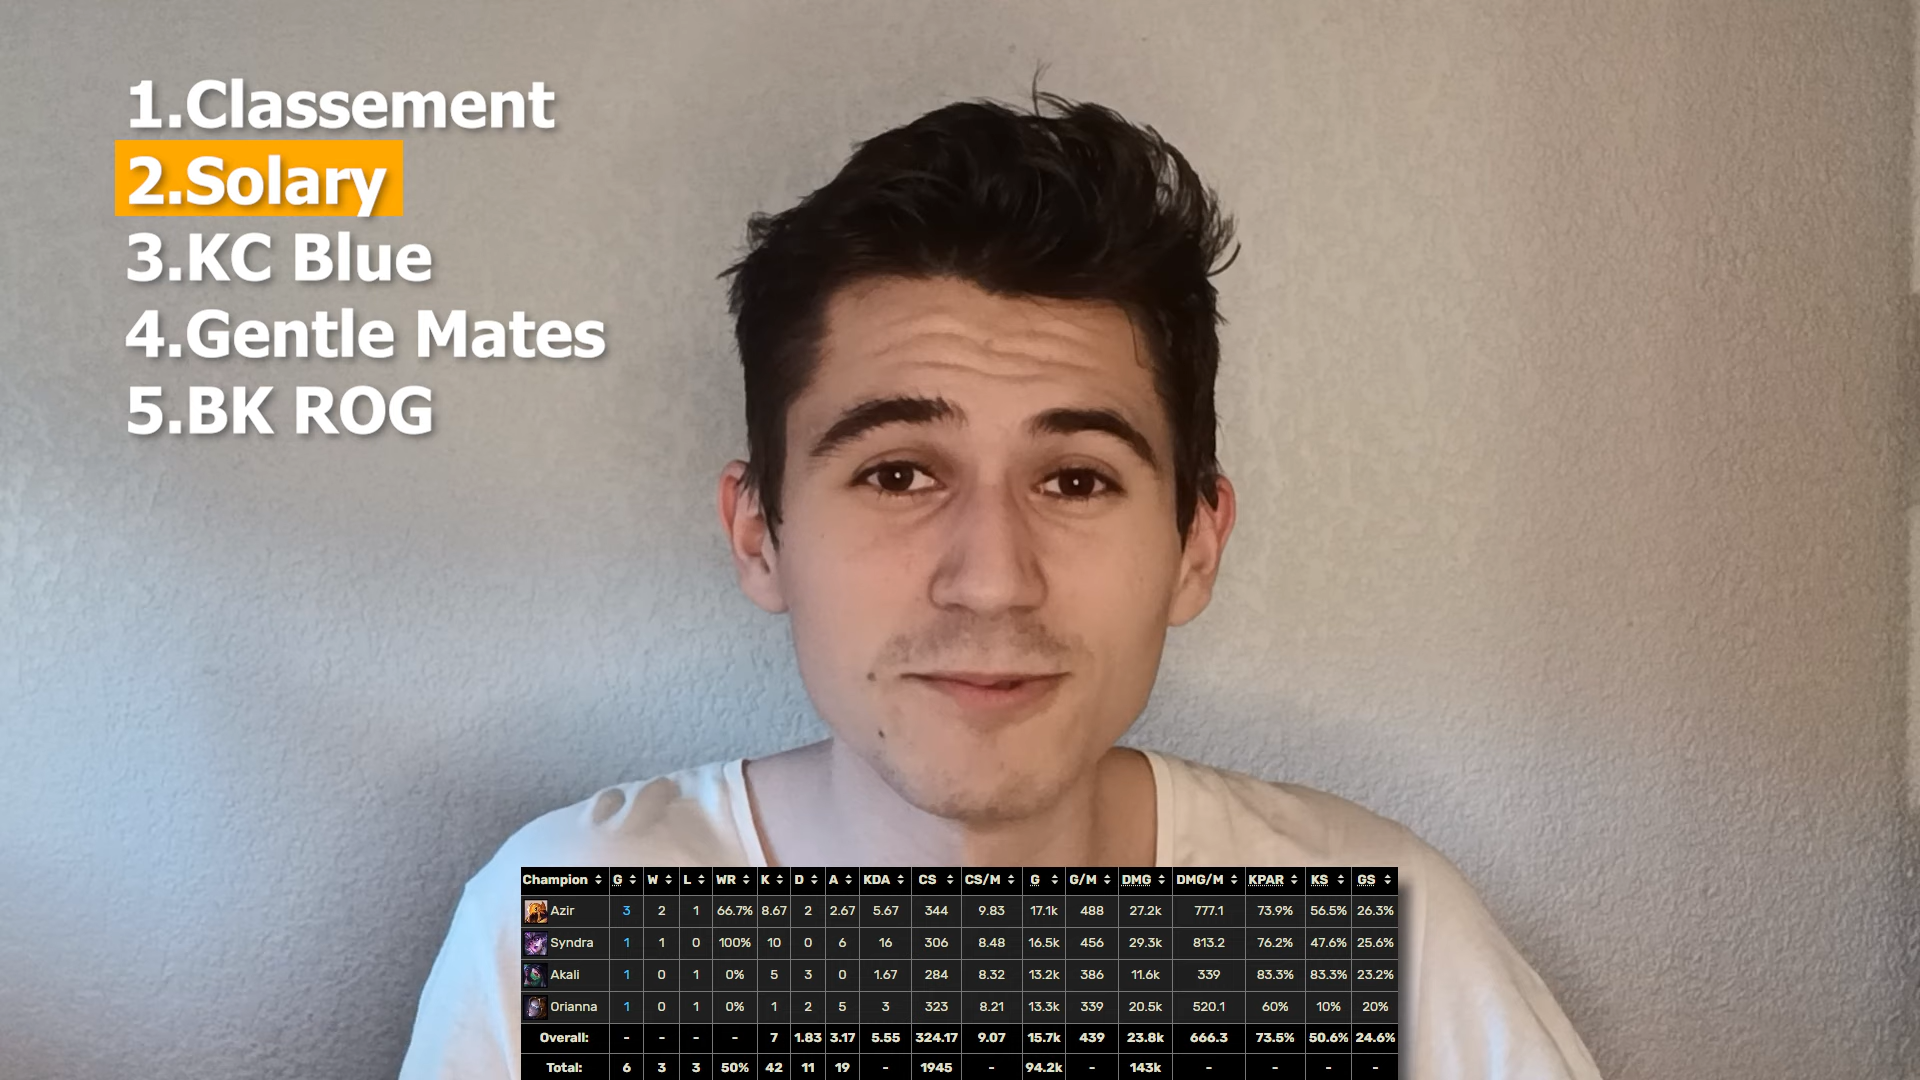 1.Classement
2.Solary
3.KC Blue
4.Gentle Mates
5.BK ROG
Champion G W L WR K D A KDA CS CS/M G G/M DMG DMG/M KPAR KS GS
Azir 3 2 1 66.7% 8.67 2 2.67 5.67 344 9.83 17.1k 488 27.2k 777.1 73.9% 56.5% 26.3%
Syndra 1 1 0 100% 10 0 6 16 306 8.48 16.5k 456 29.3k 813.2 76.2% 47.6% 25.6%
Akali 1 0 1 0% 5 3 0 1.67 284 8.32 13.2k 386 11.6k 339 83.3% 83.3% 23.2%
Orianna 1 0 1 0% 1 2 5 3 323 8.21 13.3k 339 20.5k 520.1 60% 10% 20%
Overall: - - - - 7 1.83 3.17 5.55 324.17 9.07 15.7k 439 23.8k 666.3 73.5% 50.6% 24.6%
Total: 6 3 3 50% 42 11 19 - 1945 - 94.2k - 143k - - - -